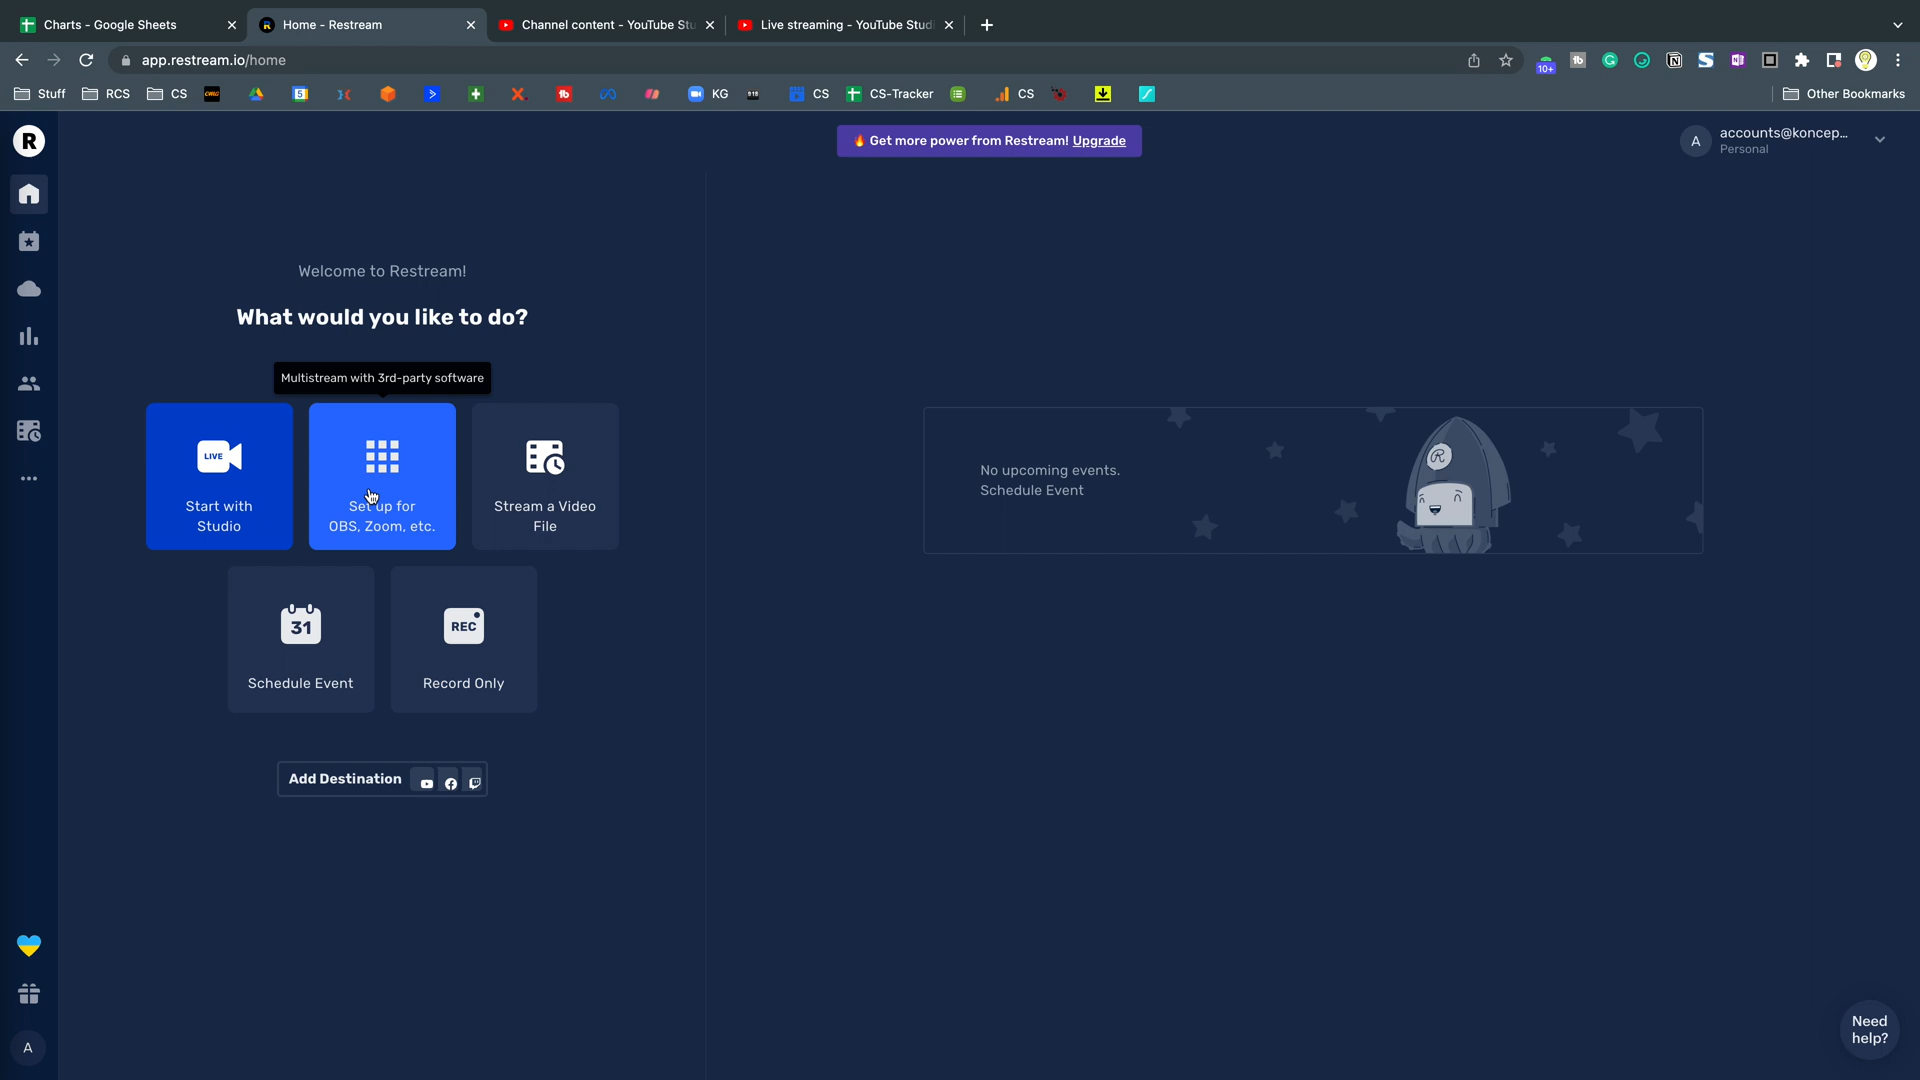 Charts - Google Sheets
Home - Restream
Channel content - YouTube Stu
Live streaming - YouTube Studi
app.restream.io/home
10+
Stuff
RCS
CS
KG
CS
CS-Tracker
CS
Other Bookmarks
R
🔥 Get more power from Restream! Upgrade
A
accounts@koncep...
Personal
Welcome to Restream!
What would you like to do?
Multistream with 3rd-party software
LIVE
Start with
Studio
Set up for
OBS, Zoom, etc.
Stream a Video
File
No upcoming events.
Schedule Event
R
31
Schedule Event
REC
Record Only
Add Destination
A
Need
help?